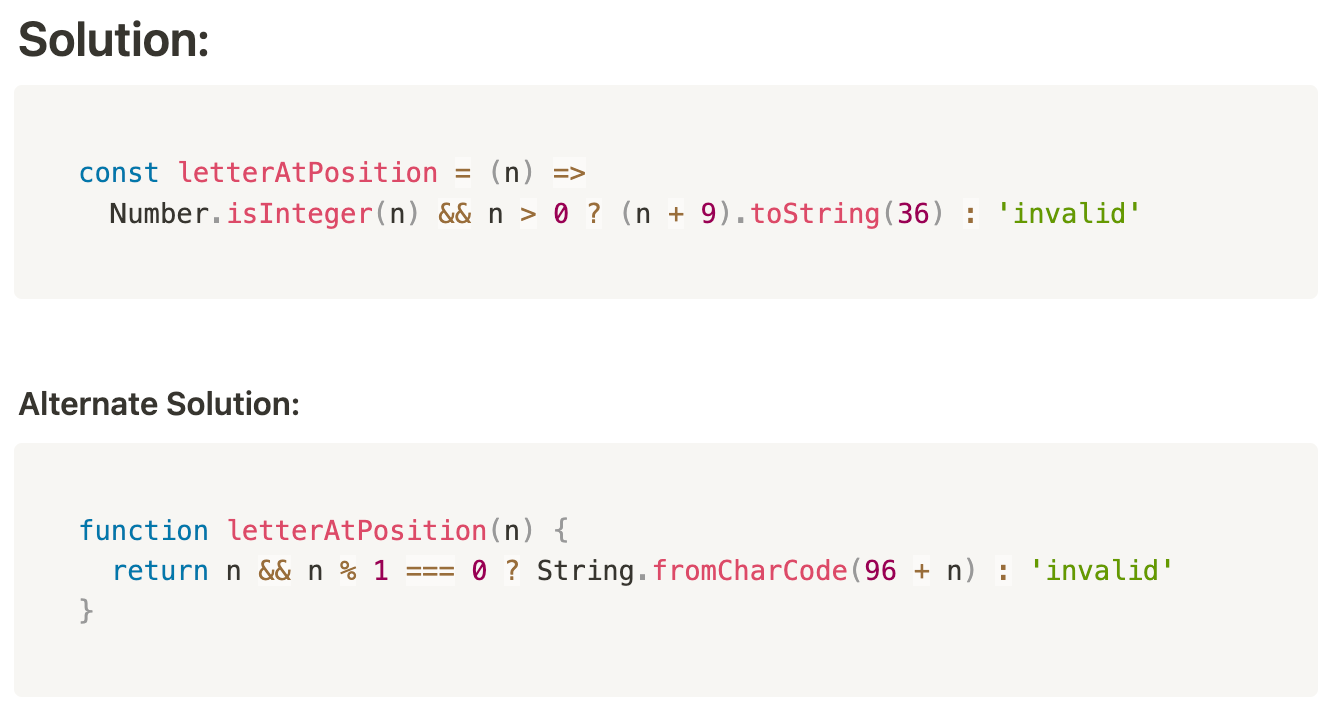 Solution:
const letterAtPosition = (n) =>
  Number.isInteger(n) && n > 0 ? (n + 9).toString(36) : 'invalid'
Alternate Solution:
function letterAtPosition(n) {
  return n && n % 1 === 0 ? String.fromCharCode(96 + n) : 'invalid'
}